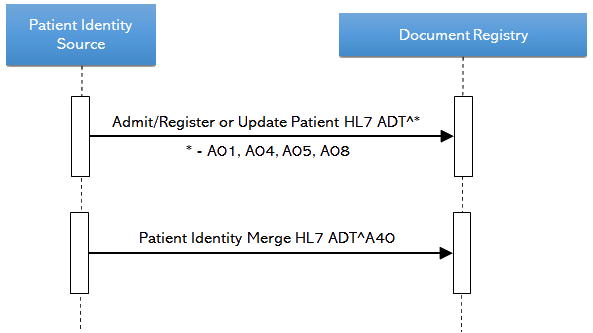 Patient Identity
Source
Document Registry
Admit/Register or Update Patient HL7 ADT^*
* - A01, A04, A05, A08
Patient Identity Merge HL7 ADT^A40